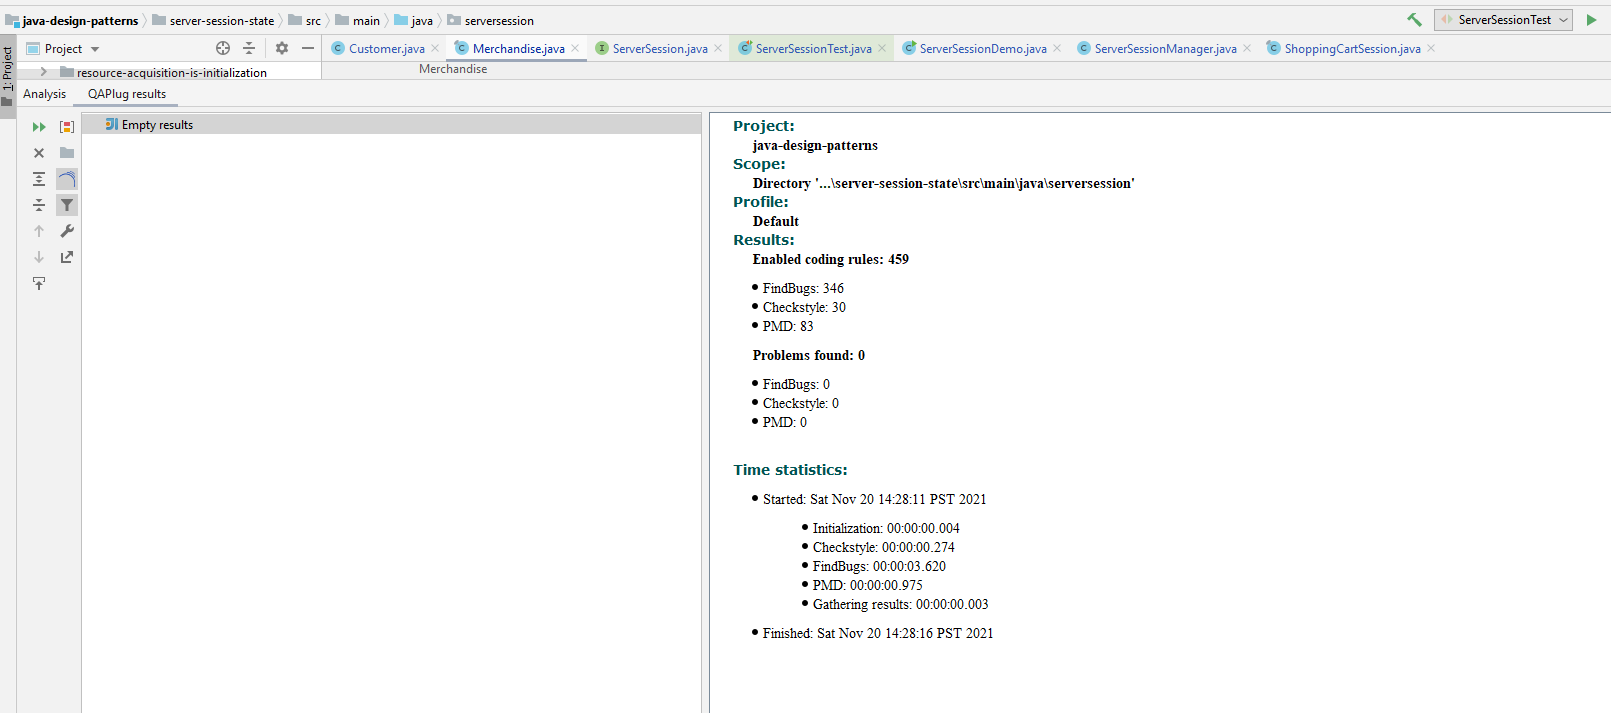 java-design-patterns server-session-state src main java serversession ServerSessionTest
1: Project
Project Customer.java Merchandise.java ServerSession.java ServerSessionTest.java ServerSessionDemo.java ServerSessionManager.java ShoppingCartSession.java
resource-acquisition-is-initialization Merchandise
Analysis QAPlug results
Empty results
Project:
java-design-patterns
Scope:
Directory '...\server-session-state\src\main\java\serversession'
Profile:
Default
Results:
Enabled coding rules: 459
• FindBugs: 346
• Checkstyle: 30
• PMD: 83
Problems found: 0
• FindBugs: 0
• Checkstyle: 0
• PMD: 0
Time statistics:
• Started: Sat Nov 20 14:28:11 PST 2021
• Initialization: 00:00:00.004
• Checkstyle: 00:00:00.274
• FindBugs: 00:00:03.620
• PMD: 00:00:00.975
• Gathering results: 00:00:00.003
• Finished: Sat Nov 20 14:28:16 PST 2021